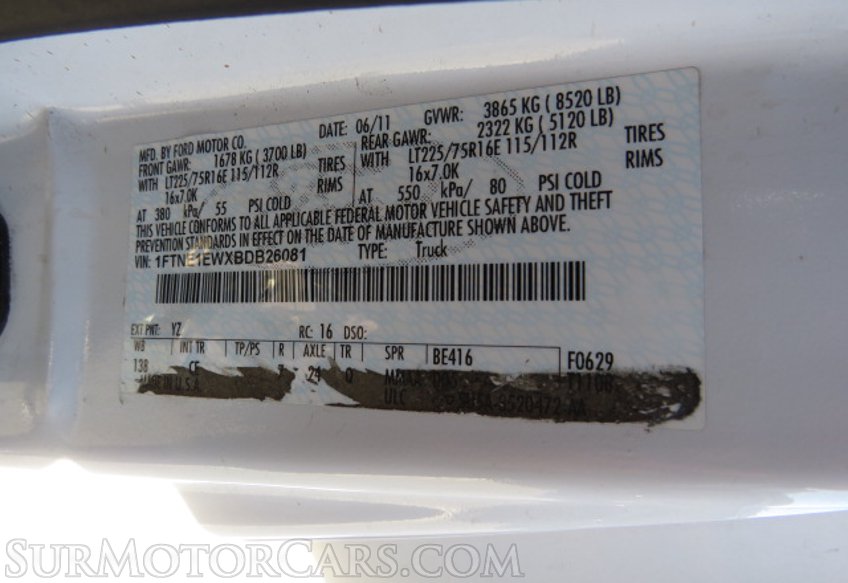 MFD. BY FORD MOTOR CO. DATE: 06/11 GVWR: 3865 KG ( 8520 LB)
FRONT GAWR: 1678 KG (3700 LB) REAR GAWR: 2322 KG ( 5120 LB)
WITH LT225/75R16E 115/112R TIRES WITH LT225/75R16E 115/112R TIRES
16x7.0K RIMS 16x7.0K RIMS
AT 380 kPa/ 55 PSI COLD AT 550 kPa/ 80 PSI COLD
THIS VEHICLE CONFORMS TO ALL APPLICABLE FEDERAL MOTOR VEHICLE SAFETY AND THEFT
PREVENTION STANDARDS IN EFFECT ON THE DATE OF MANUFACTURE SHOWN ABOVE.
VIN: 1FTNE1EWXBDB26081 TYPE: Truck
EXT PNT: YZ RC: 16 DSO:
WB INT TR TP/PS R AXLE TR SPR BE416 F0629
138 CF 24 T1108
U.S.A ULC
SURMOTORCARS.COM